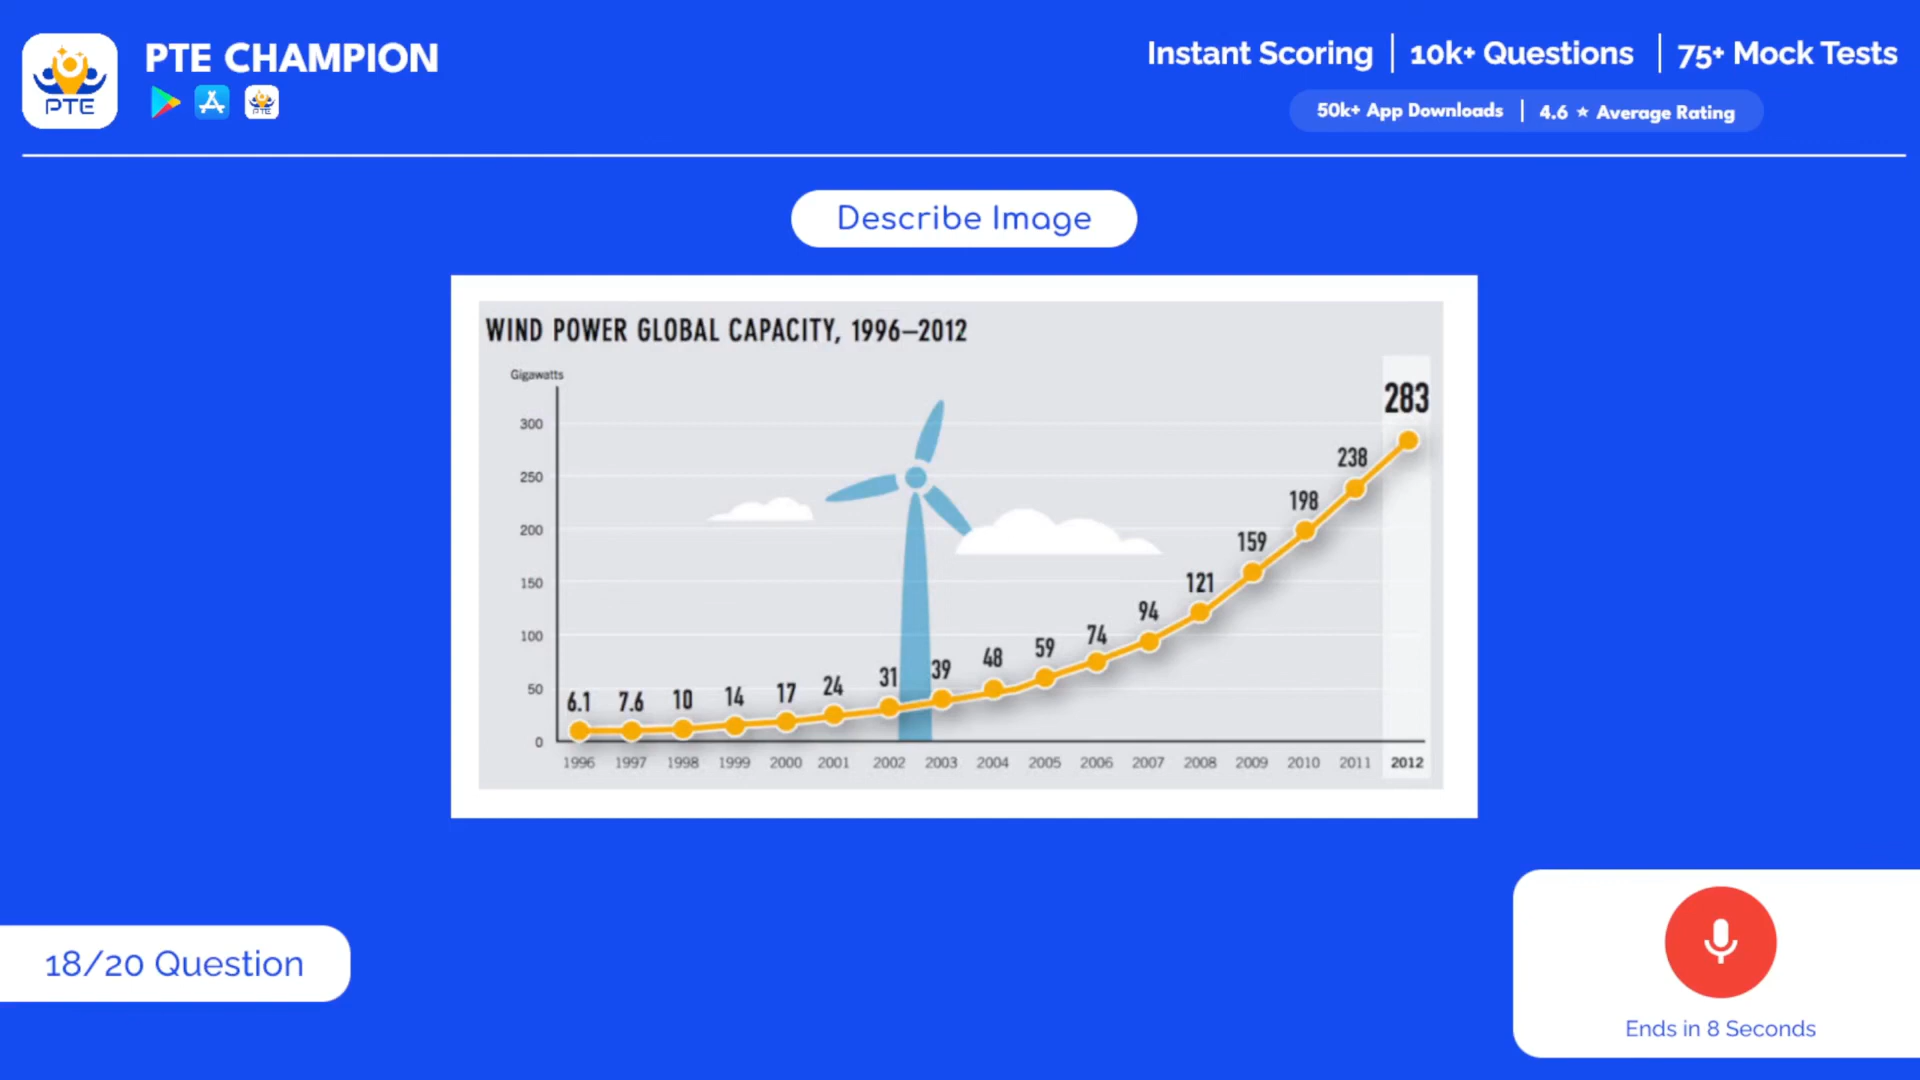 PTE CHAMPION
PTE
PTE
Instant Scoring | 10k+ Questions | 75+ Mock Tests
50k+ App Downloads | 4.6 ★ Average Rating
Describe Image
WIND POWER GLOBAL CAPACITY, 1996–2012
Gigawatts
300
250
200
150
100
50
0
6.1 7.6 10 14 17 24 31 39 48 59 74 94 121 159 198 238 283
1996 1997 1998 1999 2000 2001 2002 2003 2004 2005 2006 2007 2008 2009 2010 2011 2012
18/20 Question
Ends in 8 Seconds